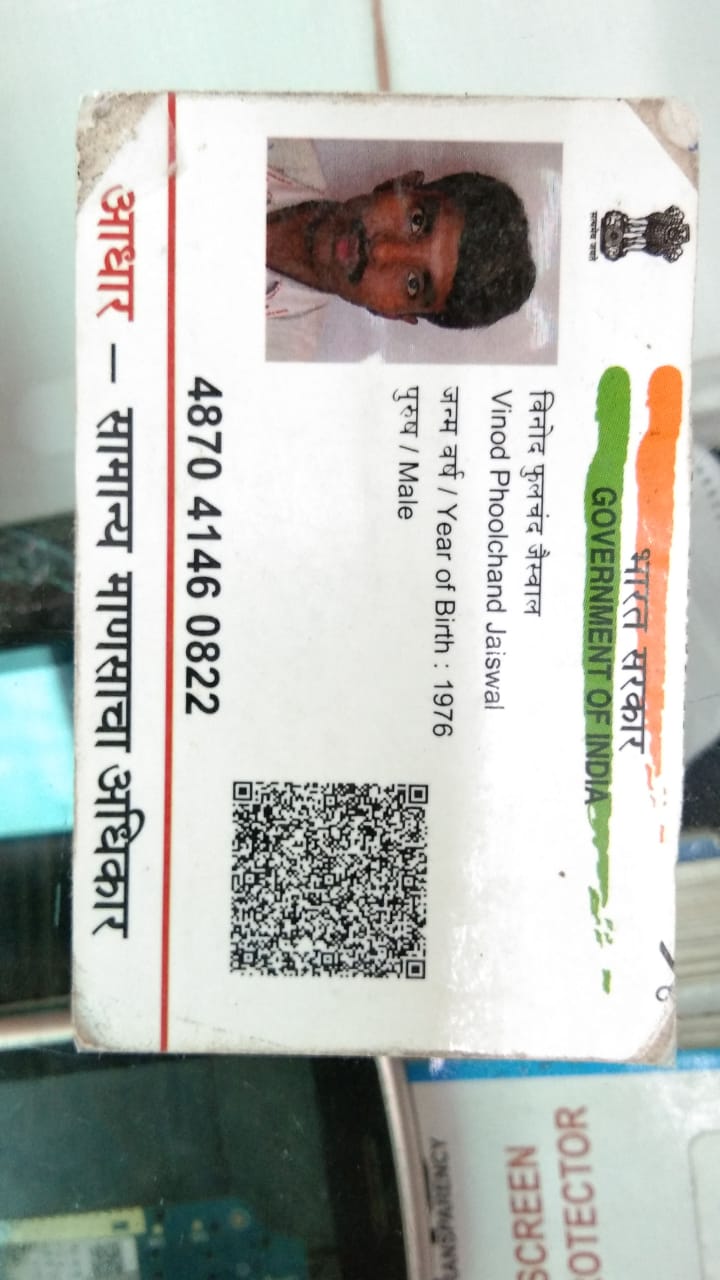 भारत सरकार
GOVERNMENT OF INDIA
सत्यमेव जयते
विनोद फुलचंद जैस्वाल
Vinod Phoolchand Jaiswal
जन्म वर्ष / Year of Birth : 1976
पुरुष / Male
4870 4146 0822
आधार – सामान्य माणसाचा अधिकार
ANSPARENCY
SCREEN
OTECTOR